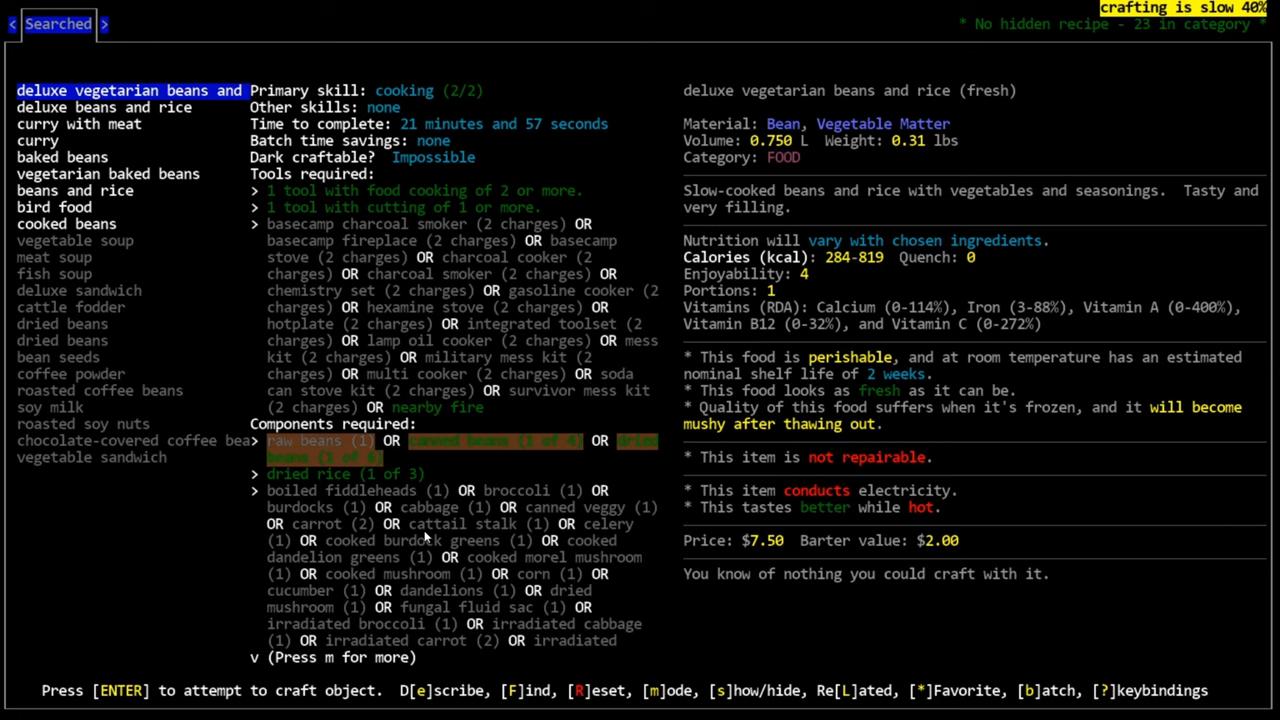 crafting is slow 40%
< Searched >
* No hidden recipe - 23 in category *
deluxe vegetarian beans and
deluxe beans and rice
curry with meat
curry
baked beans
vegetarian baked beans
beans and rice
bird food
cooked beans
vegetable soup
meat soup
fish soup
deluxe sandwich
cattle fodder
dried beans
dried beans
bean seeds
coffee powder
roasted coffee beans
soy milk
roasted soy nuts
chocolate-covered coffee bea
vegetable sandwich
Primary skill: cooking (2/2)
Other skills: none
Time to complete: 21 minutes and 57 seconds
Batch time savings: none
Dark craftable? Impossible
Tools required:
> 1 tool with food cooking of 2 or more.
> 1 tool with cutting of 1 or more.
> basecamp charcoal smoker (2 charges) OR
basecamp fireplace (2 charges) OR basecamp
stove (2 charges) OR charcoal cooker (2
charges) OR charcoal smoker (2 charges) OR
chemistry set (2 charges) OR gasoline cooker (2
charges) OR hexamine stove (2 charges) OR
hotplate (2 charges) OR integrated toolset (2
charges) OR lamp oil cooker (2 charges) OR mess
kit (2 charges) OR military mess kit (2
charges) OR multi cooker (2 charges) OR soda
can stove kit (2 charges) OR survivor mess kit
(2 charges) OR nearby fire
Components required:
> raw beans (1) OR canned beans (1 of 4) OR dried
beans (1 of 6)
> dried rice (1 of 3)
> boiled fiddleheads (1) OR broccoli (1) OR
burdocks (1) OR cabbage (1) OR canned veggy (1)
OR carrot (2) OR cattail stalk (1) OR celery
(1) OR cooked burdock greens (1) OR cooked
dandelion greens (1) OR cooked morel mushroom
(1) OR cooked mushroom (1) OR corn (1) OR
cucumber (1) OR dandelions (1) OR dried
mushroom (1) OR fungal fluid sac (1) OR
irradiated broccoli (1) OR irradiated cabbage
(1) OR irradiated carrot (2) OR irradiated
v (Press m for more)
deluxe vegetarian beans and rice (fresh)
Material: Bean, Vegetable Matter
Volume: 0.750 L Weight: 0.31 lbs
Category: FOOD
Slow-cooked beans and rice with vegetables and seasonings. Tasty and
very filling.
Nutrition will vary with chosen ingredients.
Calories (kcal): 284-819 Quench: 0
Enjoyability: 4
Portions: 1
Vitamins (RDA): Calcium (0-114%), Iron (3-88%), Vitamin A (0-400%),
Vitamin B12 (0-32%), and Vitamin C (0-272%)
* This food is perishable, and at room temperature has an estimated
nominal shelf life of 2 weeks.
* This food looks as fresh as it can be.
* Quality of this food suffers when it's frozen, and it will become
mushy after thawing out.
* This item is not repairable.
* This item conducts electricity.
* This tastes better while hot.
Price: $7.50 Barter value: $2.00
You know of nothing you could craft with it.
Press [ENTER] to attempt to craft object. D[e]scribe, [F]ind, [R]eset, [m]ode, [s]how/hide, Re[L]ated, [*]Favorite, [b]atch, [?]keybindings